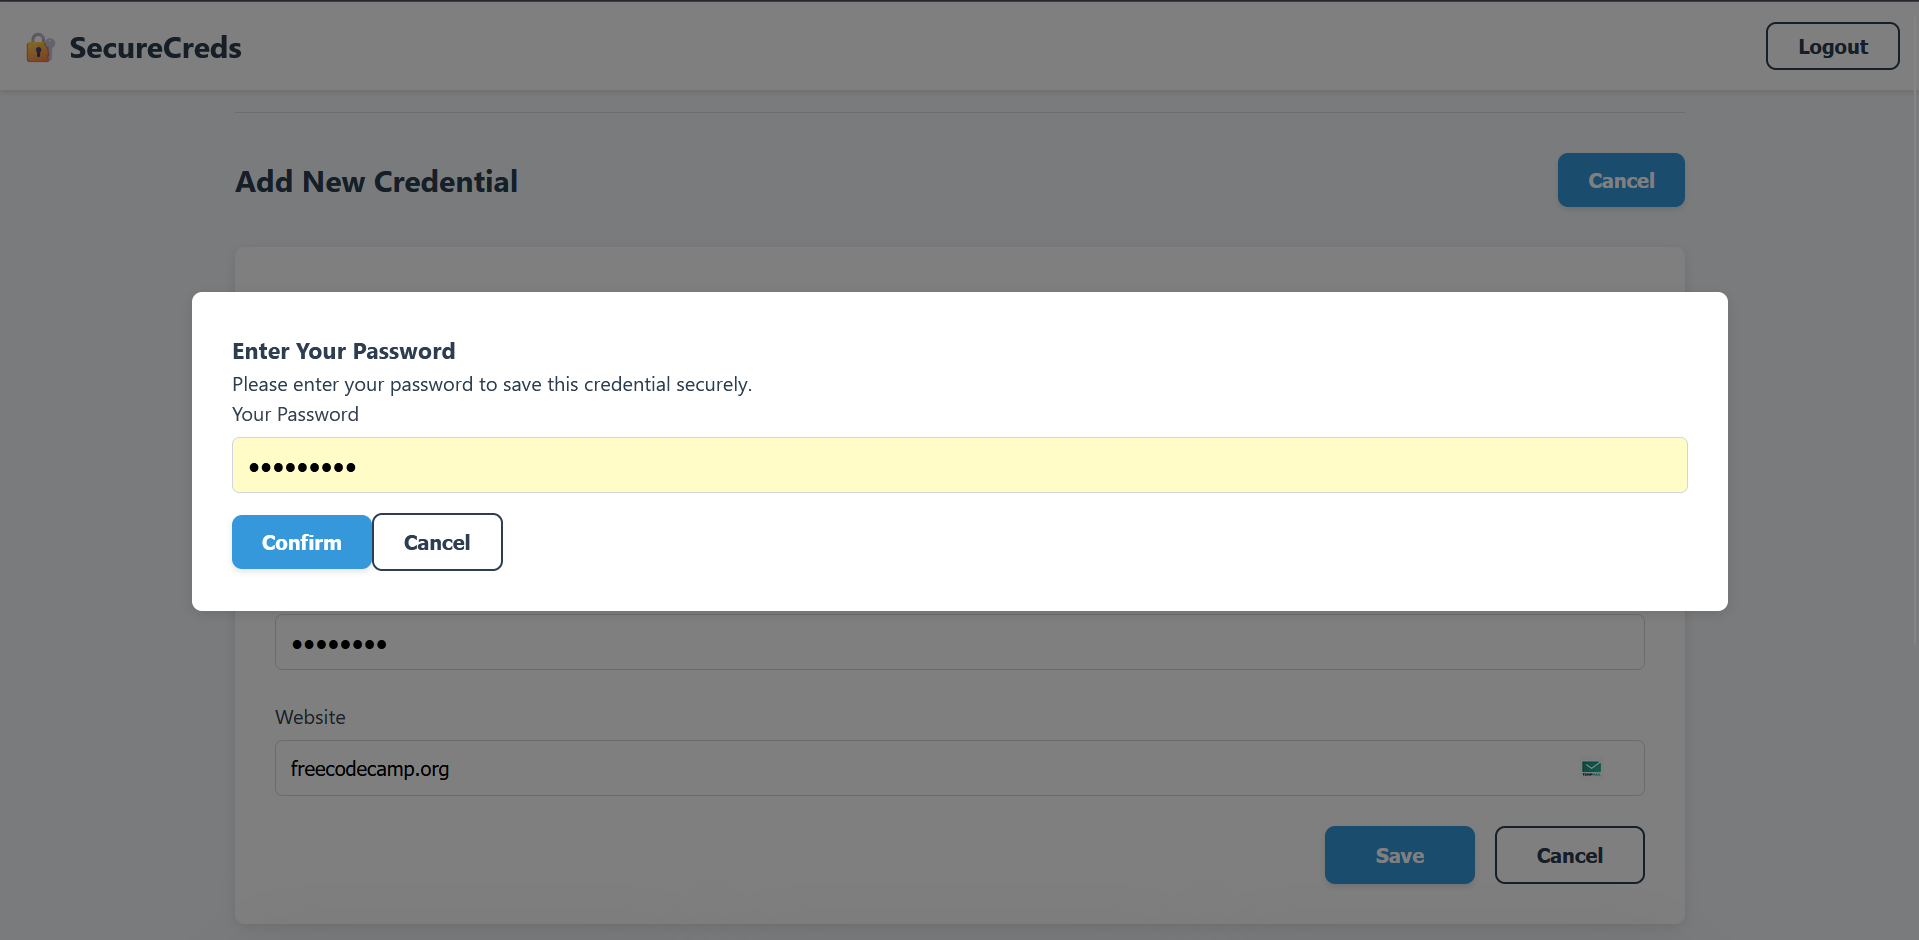 SecureCreds
Logout
Add New Credential
Cancel
Enter Your Password
Please enter your password to save this credential securely.
Your Password
•••••••••
Confirm
Cancel
••••••••
Website
freecodecamp.org
Save
Cancel